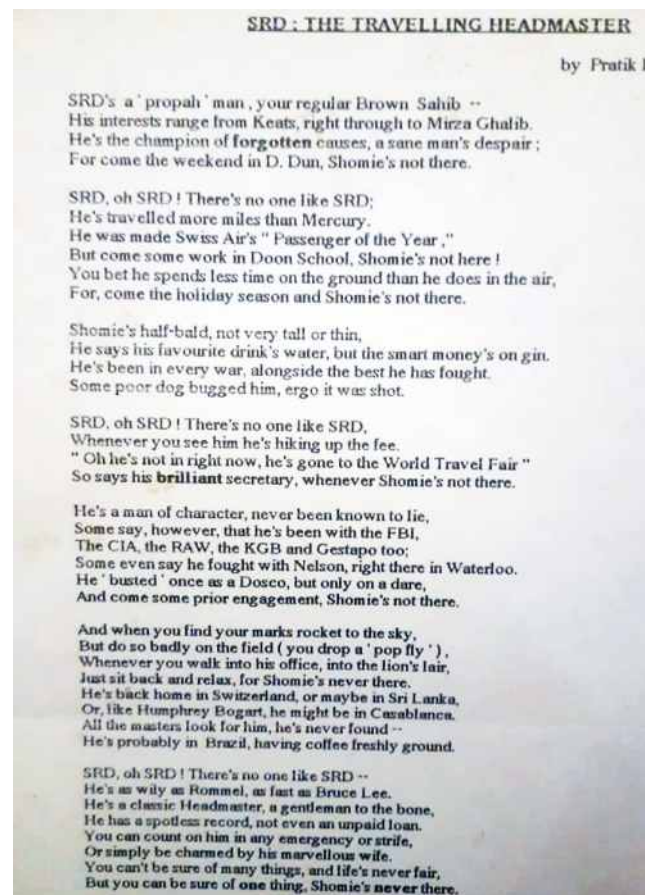 SRD : THE TRAVELLING HEADMASTER
by Pratik
SRD's a ' propah ' man , your regular Brown Sahib --
His interests range from Keats, right through to Mirza Ghalib.
He's the champion of forgotten causes, a sane man's despair ;
For come the weekend in D. Dun, Shomie's not there.
SRD, oh SRD ! There's no one like SRD;
He's travelled more miles than Mercury.
He was made Swiss Air's " Passenger of the Year ,"
But come some work in Doon School, Shomie's not here !
You bet he spends less time on the ground than he does in the air,
For, come the holiday season and Shomie's not there.
Shomie's half-bald, not very tall or thin,
He says his favourite drink's water, but the smart money's on gin.
He's been in every war, alongside the best he has fought.
Some poor dog bugged him, ergo it was shot.
SRD, oh SRD ! There's no one like SRD,
Whenever you see him he's hiking up the fee.
" Oh he's not in right now, he's gone to the World Travel Fair "
So says his brilliant secretary, whenever Shomie's not there.
He's a man of character, never been known to lie,
Some say, however, that he's been with the FBI,
The CIA, the RAW, the KGB and Gestapo too;
Some even say he fought with Nelson, right there in Waterloo.
He ' busted ' once as a Dosco, but only on a dare,
And come some prior engagement, Shomie's not there.
And when you find your marks rocket to the sky,
But do so badly on the field ( you drop a ' pop fly ' ) ,
Whenever you walk into his office, into the lion's lair,
Just sit back and relax, for Shomie's never there.
He's back home in Switzerland, or maybe in Sri Lanka,
Or, like Humphrey Bogart, he might be in Casablanca.
All the masters look for him, he's never found --
He's probably in Brazil, having coffee freshly ground.
SRD, oh SRD ! There's no one like SRD --
He's as wily as Rommel, as fast as Bruce Lee.
He's a classic Headmaster, a gentleman to the bone,
He has a spotless record, not even an unpaid loan.
You can count on him in any emergency or strife,
Or simply be charmed by his marvellous wife.
You can't be sure of many things, and life's never fair,
But you can be sure of one thing, Shomie's never there.